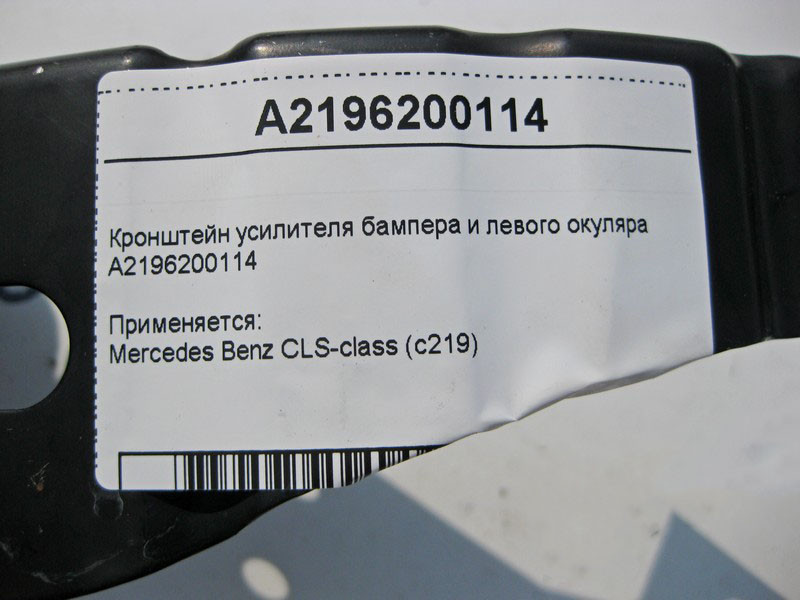 A2196200114
Кронштейн усилителя бампера и левого окуляра
A2196200114
Применяется:
Mercedes Benz CLS-class (c219)